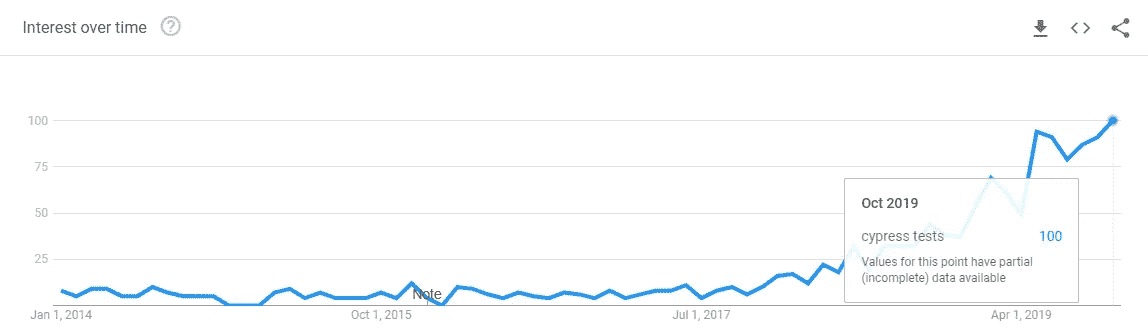 Interest over time ?
100
75
50
25
Oct 2019
cypress tests 100
Values for this point have partial
(incomplete) data available
Note
Jan 1, 2014 Oct 1, 2015 Jul 1, 2017 Apr 1, 2019